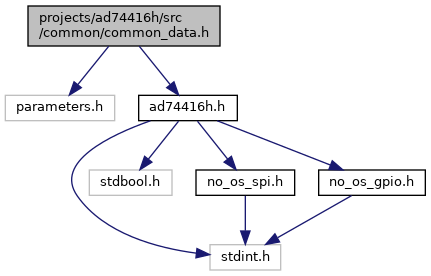 projects/ad74416h/src
/common/common_data.h
parameters.h
ad74416h.h
stdbool.h
no_os_spi.h
no_os_gpio.h
stdint.h